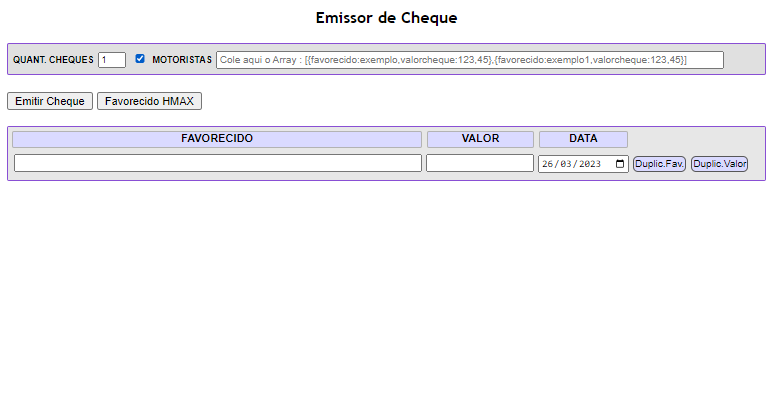 Emissor de Cheque
QUANT. CHEQUES 1 MOTORISTAS Cole aqui o Array : [{favorecido:exemplo,valorcheque:123,45},{favorecido:exemplo1,valorcheque:123,45}]
Emitir Cheque Favorecido HMAX
FAVORECIDO VALOR DATA
26/03/2023 Duplic.Fav. Duplic.Valor